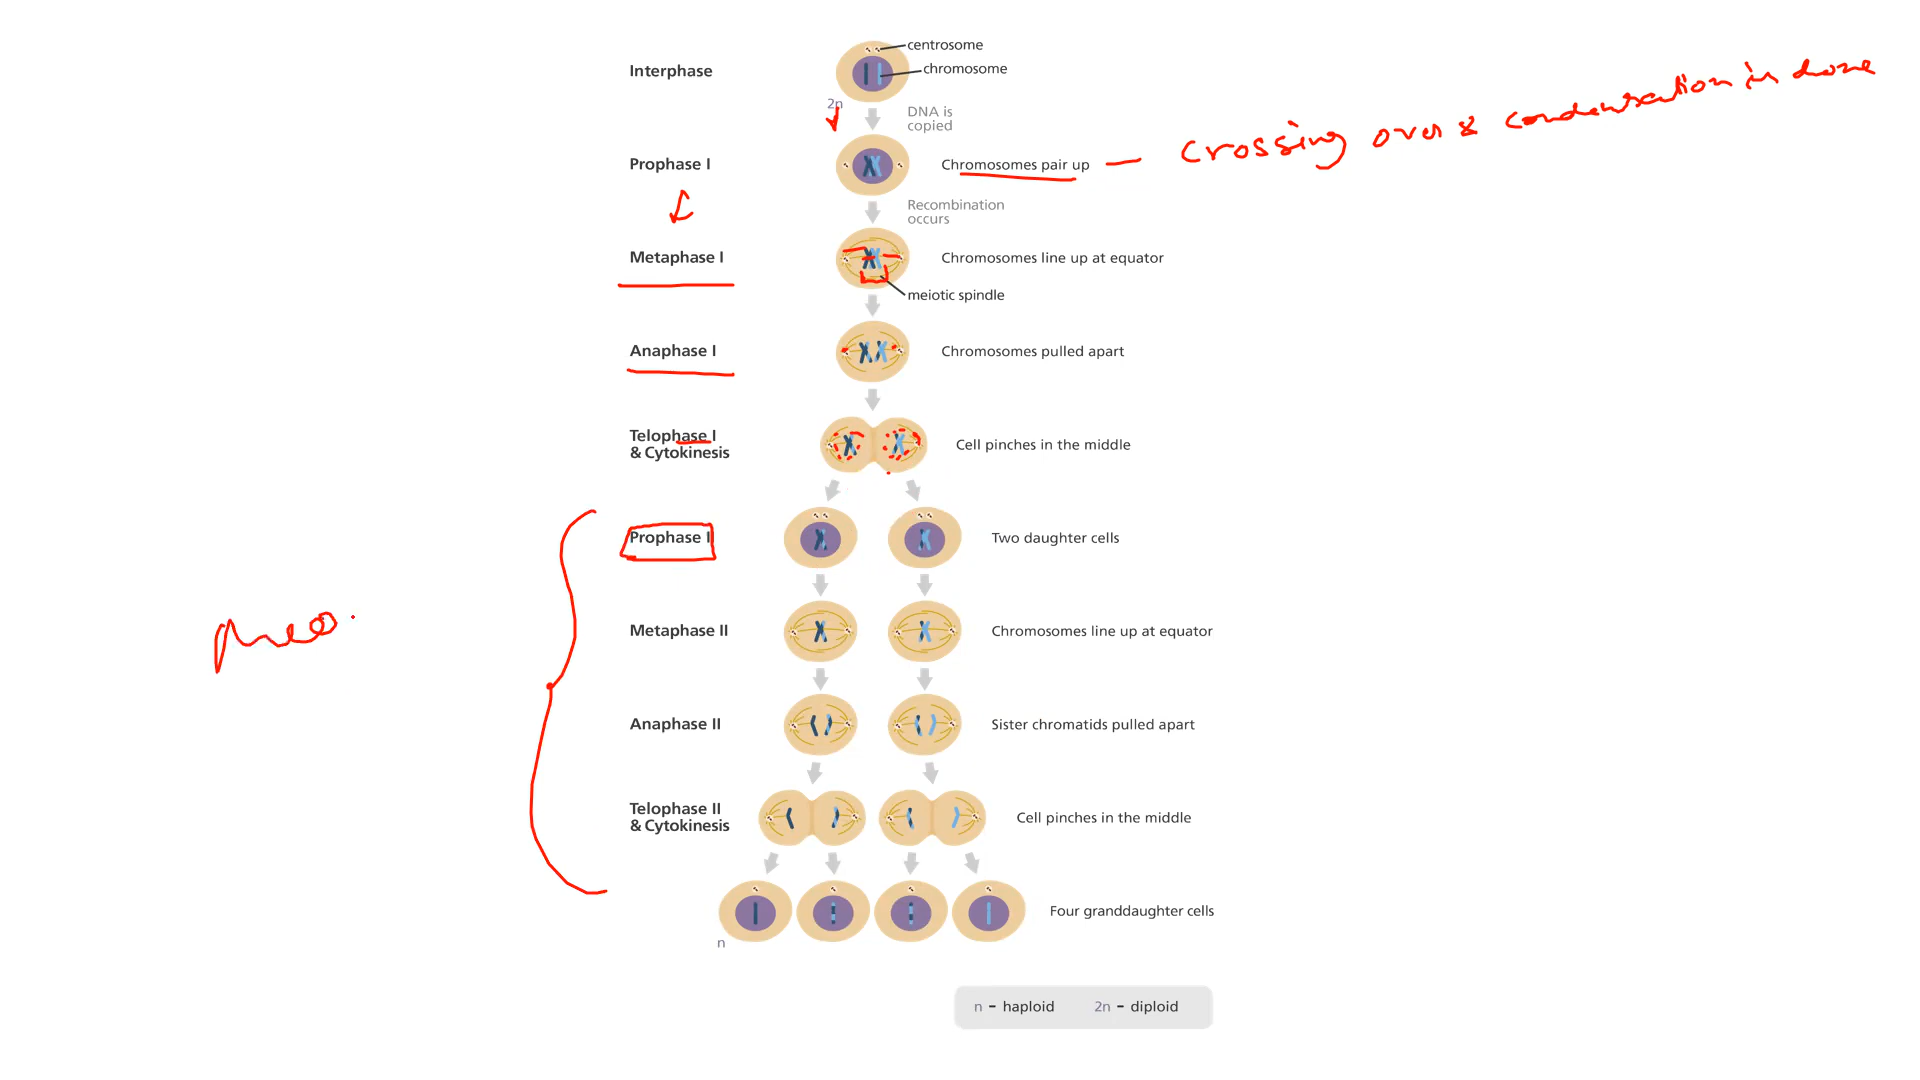 centrosome
Interphase
chromosome
2n
DNA is
copied
Prophase I
Chromosomes pair up — Crossing over & condensation is done
Recombination
occurs
Metaphase I
Chromosomes line up at equator
meiotic spindle
Anaphase I
Chromosomes pulled apart
Telophase I
& Cytokinesis
Cell pinches in the middle
Prophase I
Two daughter cells
Metaphase II
Chromosomes line up at equator
Anaphase II
Sister chromatids pulled apart
Telophase II
& Cytokinesis
Cell pinches in the middle
Four granddaughter cells
n
n – haploid 2n – diploid